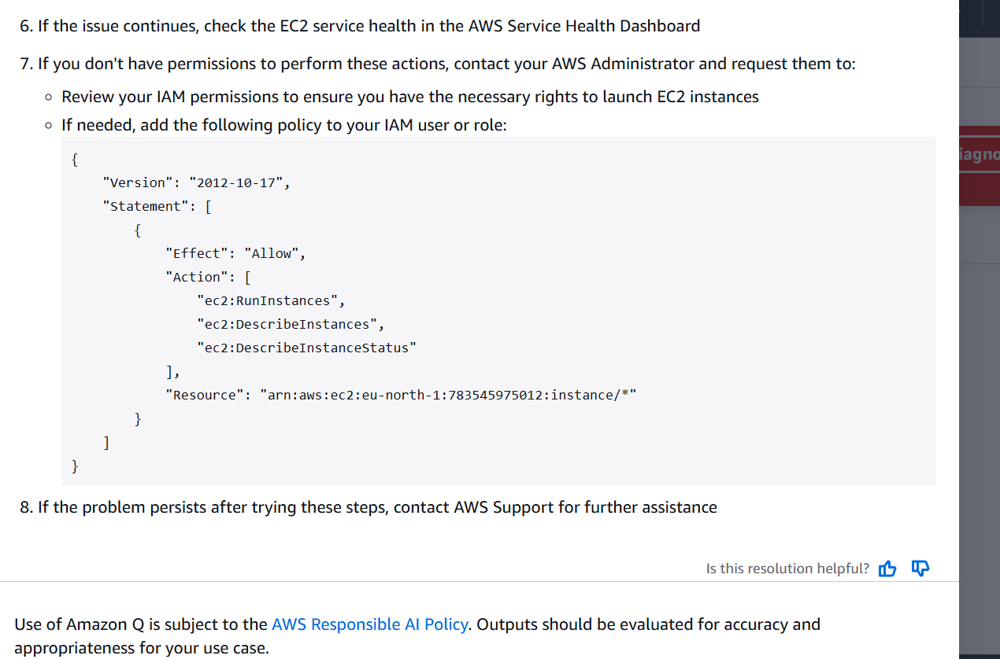 6. If the issue continues, check the EC2 service health in the AWS Service Health Dashboard
7. If you don't have permissions to perform these actions, contact your AWS Administrator and request them to:
◦ Review your IAM permissions to ensure you have the necessary rights to launch EC2 instances
◦ If needed, add the following policy to your IAM user or role:
{
    "Version": "2012-10-17",
    "Statement": [
        {
            "Effect": "Allow",
            "Action": [
                "ec2:RunInstances",
                "ec2:DescribeInstances",
                "ec2:DescribeInstanceStatus"
            ],
            "Resource": "arn:aws:ec2:eu-north-1:783545975012:instance/*"
        }
    ]
}
8. If the problem persists after trying these steps, contact AWS Support for further assistance
Is this resolution helpful?
Use of Amazon Q is subject to the AWS Responsible AI Policy. Outputs should be evaluated for accuracy and
appropriateness for your use case.